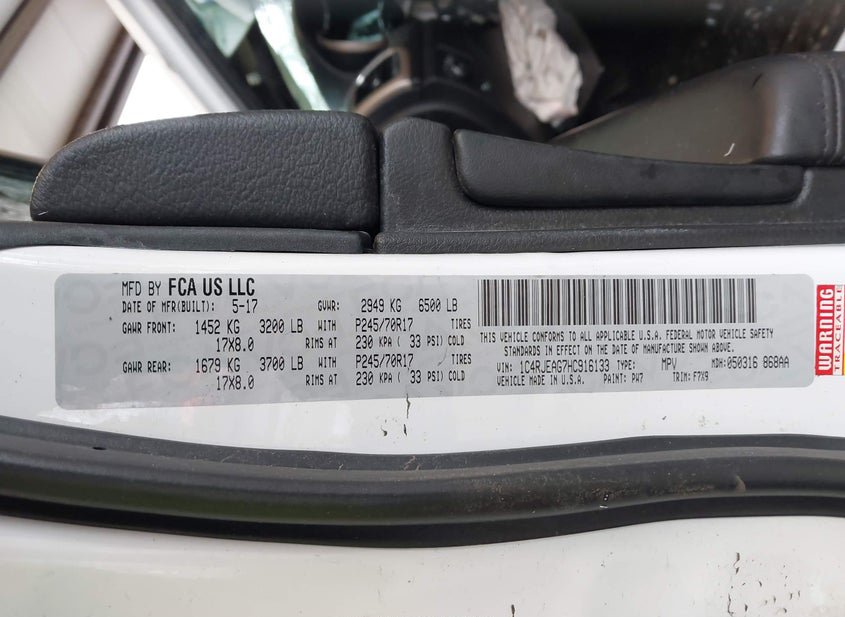 MFD BY FCA US LLC
DATE OF MFR(BUILT): 5-17 GVWR: 2949 KG 6500 LB
GAWR FRONT: 1452 KG 3200 LB WITH P245/70R17 TIRES
17X8.0 RIMS AT 230 KPA ( 33 PSI) COLD
GAWR REAR: 1679 KG 3700 LB WITH P245/70R17 TIRES
17X8.0 RIMS AT 230 KPA ( 33 PSI) COLD
THIS VEHICLE CONFORMS TO ALL APPLICABLE U.S.A. FEDERAL MOTOR VEHICLE SAFETY
STANDARDS IN EFFECT ON THE DATE OF MANUFACTURE SHOWN ABOVE.
VIN: 1C4RJEAG7HC916133 TYPE: MPV MDH: 050316 868AA
VEHICLE MADE IN U.S.A. PAINT: PW7 TRIM: F7X9
WARNING
TRACEABLE